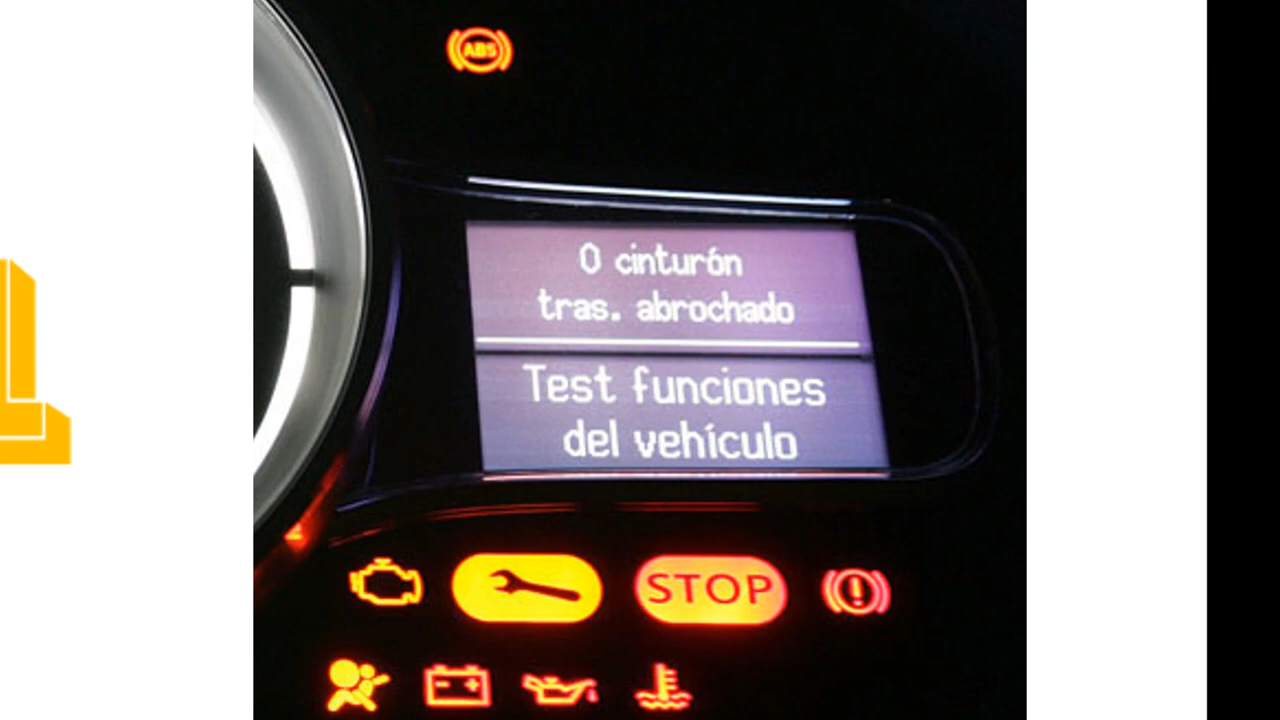 ABS
0 cinturón
tras. abrochado
Test funciones
del vehículo
STOP